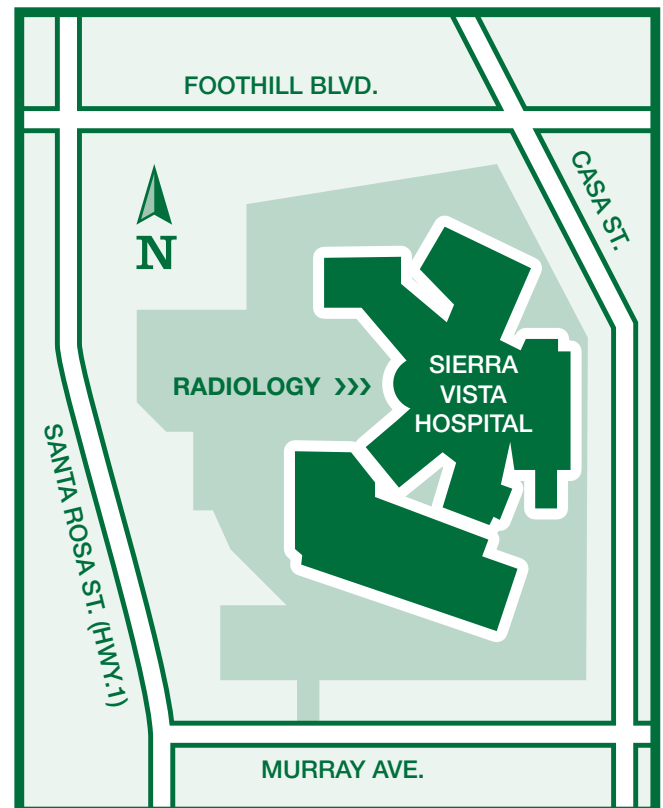 FOOTHILL BLVD.
CASA ST.
N
RADIOLOGY >>>
SIERRA
VISTA
HOSPITAL
SANTA ROSA ST. (HWY.1)
MURRAY AVE.